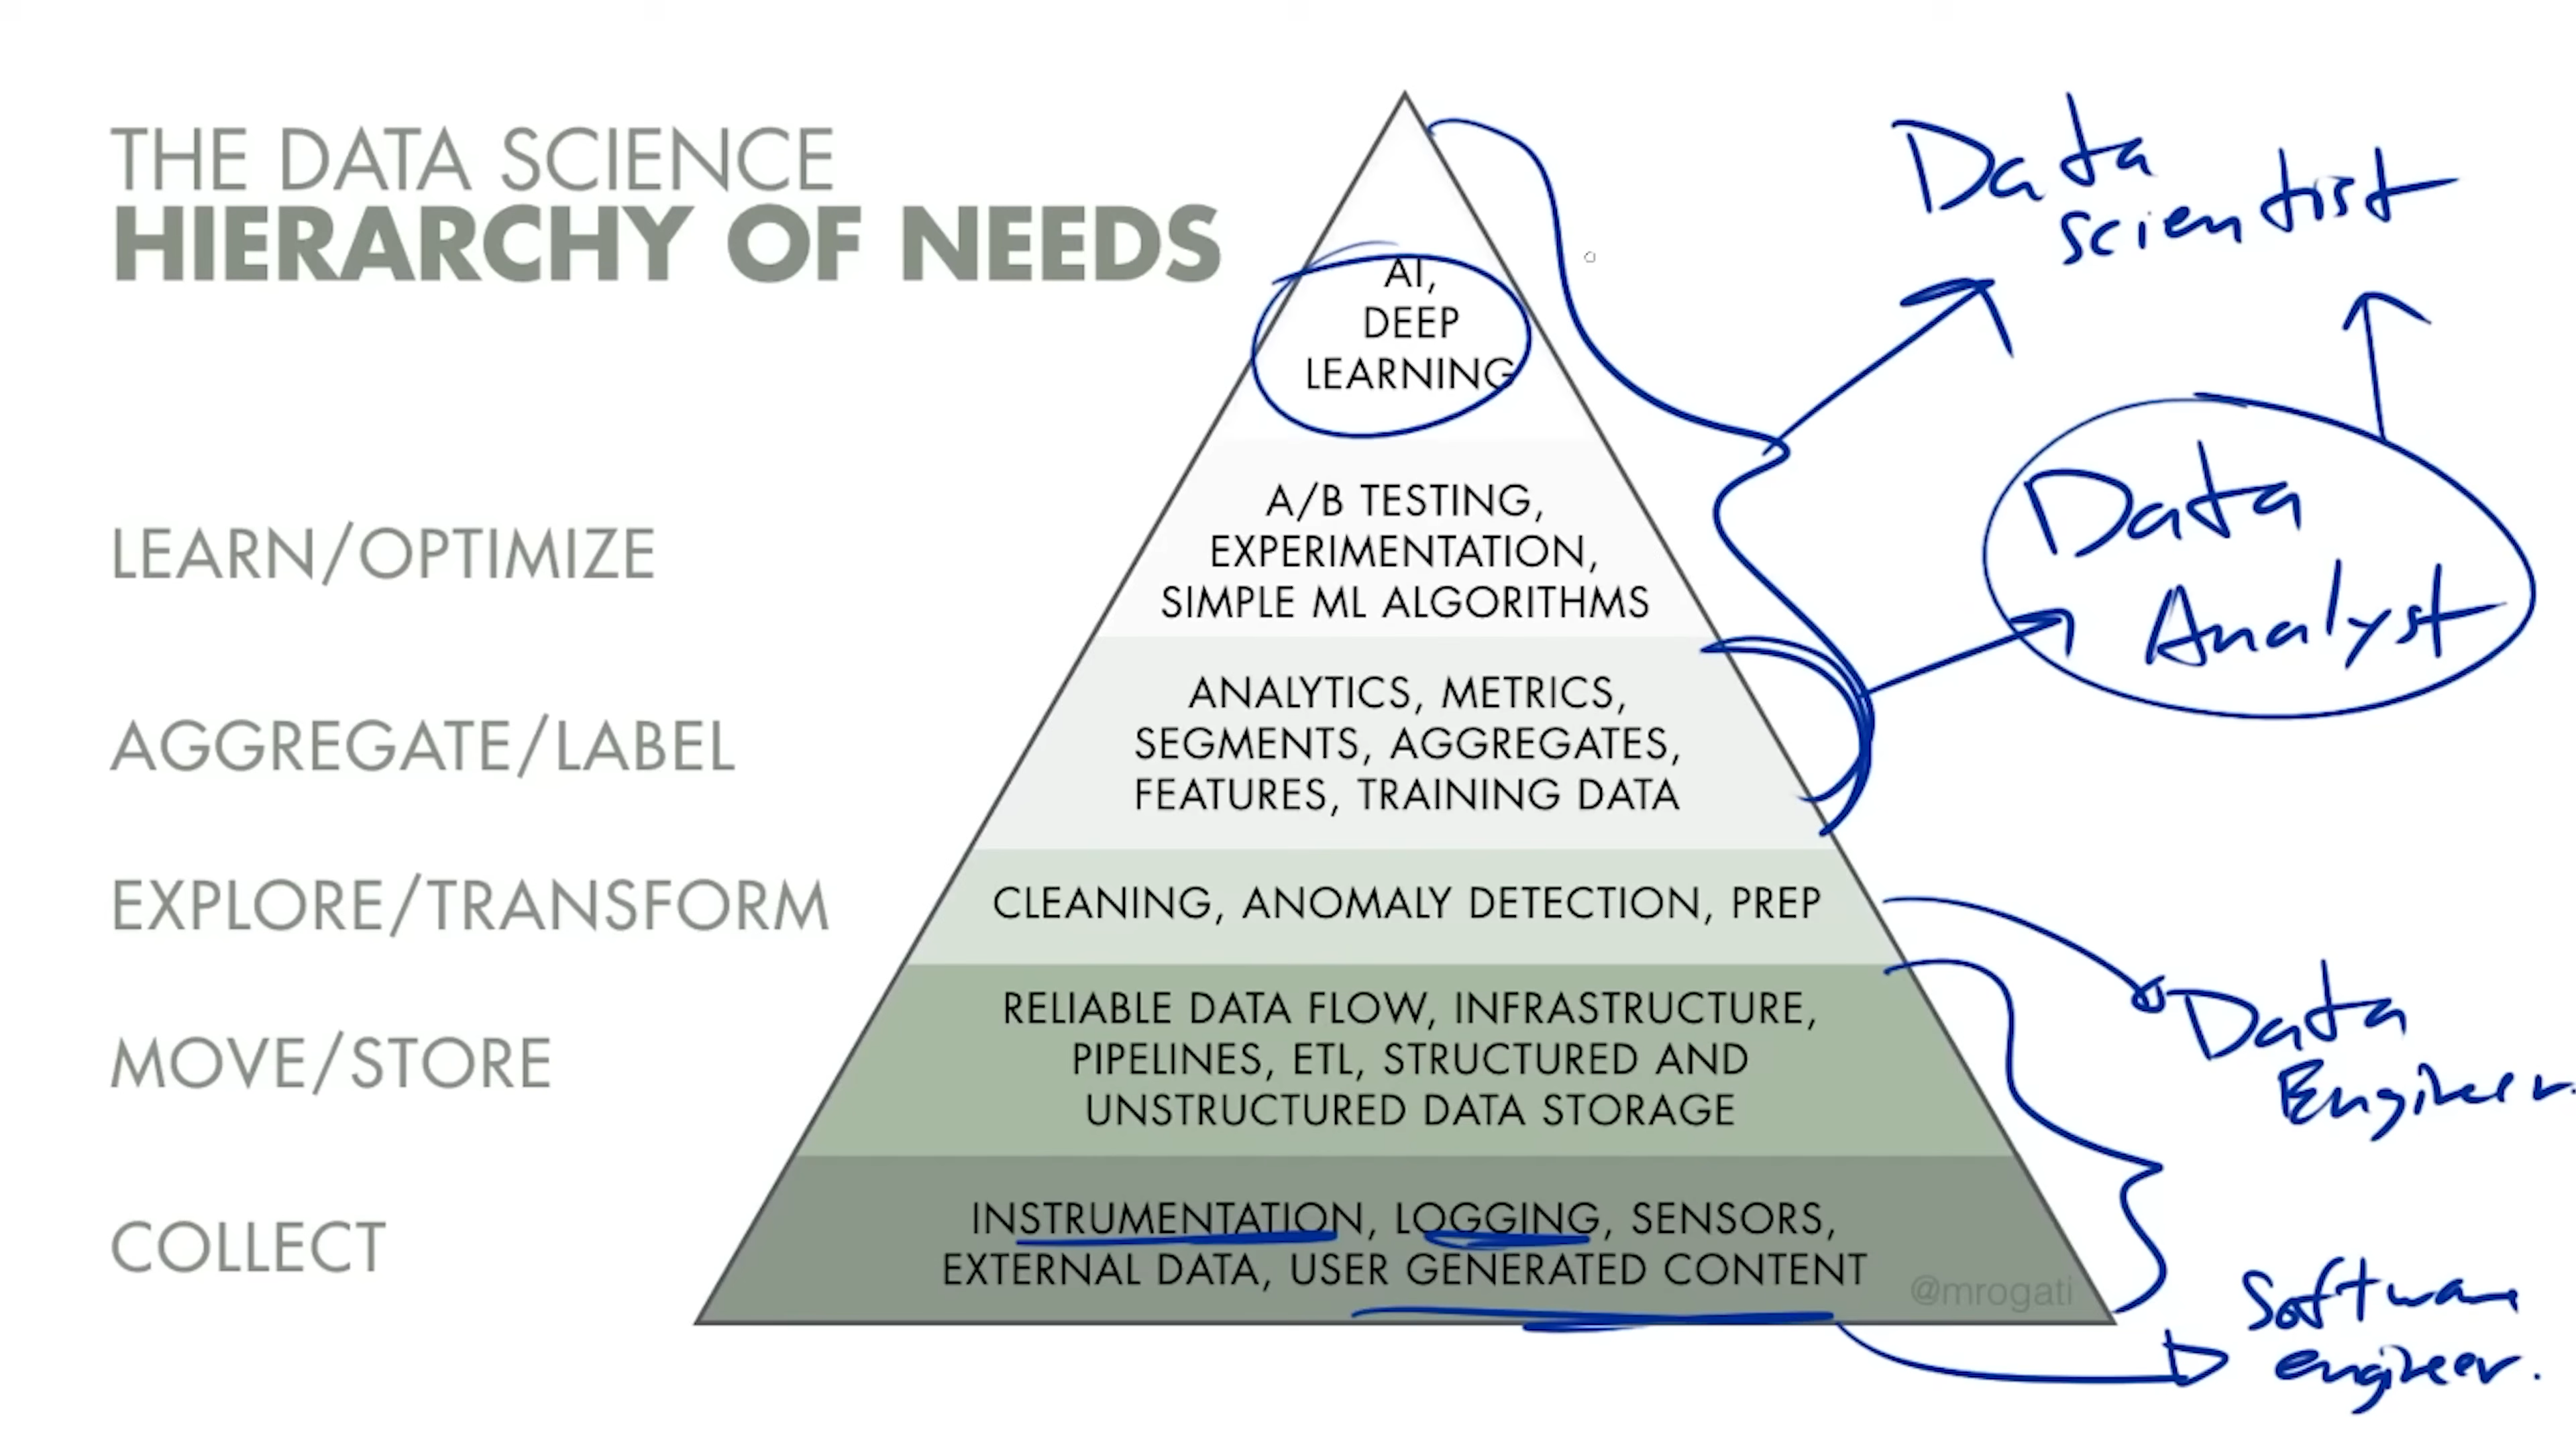 THE DATA SCIENCE
HIERARCHY OF NEEDS
AI,
DEEP
LEARNING
LEARN/OPTIMIZE
A/B TESTING,
EXPERIMENTATION,
SIMPLE ML ALGORITHMS
AGGREGATE/LABEL
ANALYTICS, METRICS,
SEGMENTS, AGGREGATES,
FEATURES, TRAINING DATA
EXPLORE/TRANSFORM
CLEANING, ANOMALY DETECTION, PREP
MOVE/STORE
RELIABLE DATA FLOW, INFRASTRUCTURE,
PIPELINES, ETL, STRUCTURED AND
UNSTRUCTURED DATA STORAGE
COLLECT
INSTRUMENTATION, LOGGING, SENSORS,
EXTERNAL DATA, USER GENERATED CONTENT
@mrogati
Data
scientist
Data
Analyst
Data
Engineer.
Software
engineer.